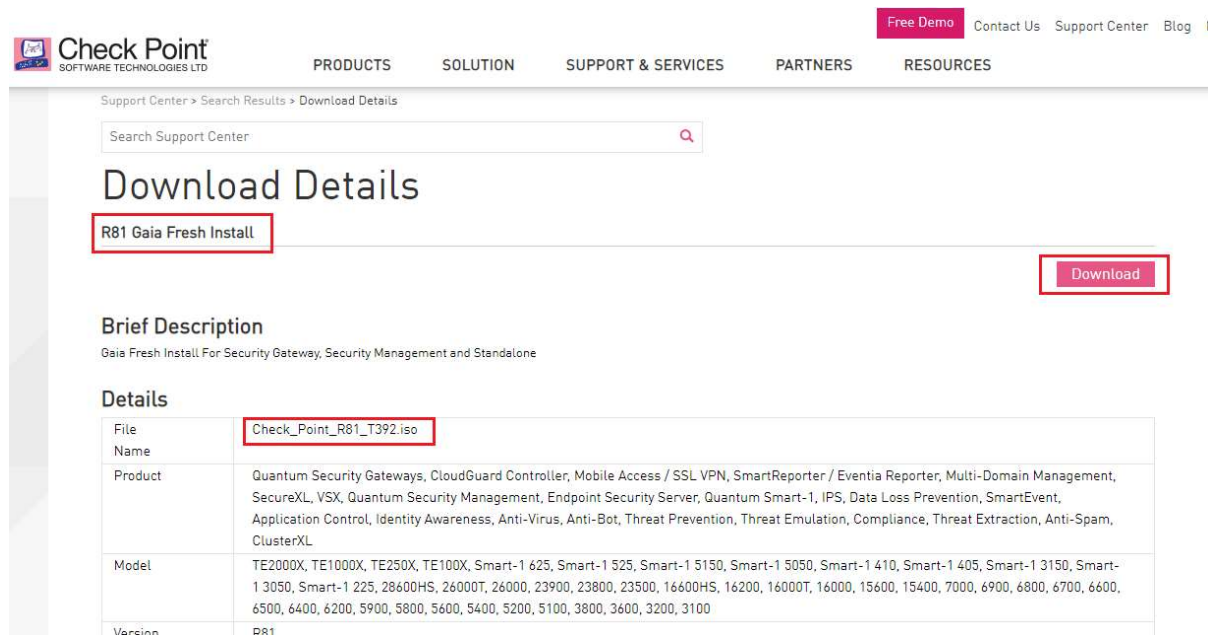 Free Demo Contact Us Support Center Blog
Check Point
SOFTWARE TECHNOLOGIES LTD
PRODUCTS SOLUTION SUPPORT & SERVICES PARTNERS RESOURCES
Support Center > Search Results > Download Details
Search Support Center
Download Details
R81 Gaia Fresh Install
Download
Brief Description
Gaia Fresh Install For Security Gateway, Security Management and Standalone
Details
File Name Check_Point_R81_T392.iso
Product Quantum Security Gateways, CloudGuard Controller, Mobile Access / SSL VPN, SmartReporter / Eventia Reporter, Multi-Domain Management,
SecureXL, VSX, Quantum Security Management, Endpoint Security Server, Quantum Smart-1, IPS, Data Loss Prevention, SmartEvent,
Application Control, Identity Awareness, Anti-Virus, Anti-Bot, Threat Prevention, Threat Emulation, Compliance, Threat Extraction, Anti-Spam,
ClusterXL
Model TE2000X, TE1000X, TE250X, TE100X, Smart-1 625, Smart-1 525, Smart-1 5150, Smart-1 5050, Smart-1 410, Smart-1 405, Smart-1 3150, Smart-
1 3050, Smart-1 225, 28600HS, 26000T, 26000, 23900, 23800, 23500, 16600HS, 16200, 16000T, 16000, 15600, 15400, 7000, 6900, 6800, 6700, 6600,
6500, 6400, 6200, 5900, 5800, 5600, 5400, 5200, 5100, 3800, 3600, 3200, 3100
Version R81